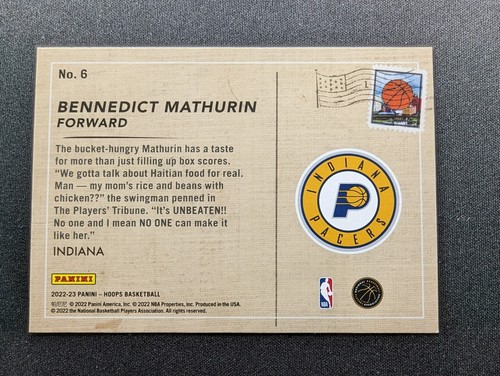 No. 6
BENNEDICT MATHURIN
FORWARD
The bucket-hungry Mathurin has a taste
for more than just filling up box scores.
"We gotta talk about Haitian food for real.
Man — my mom's rice and beans with
chicken??" the swingman penned in
The Players' Tribune. "It's UNBEATEN!!
No one and I mean NO ONE can make it
like her."
INDIANA
INDIANA
P
PACERS
PANINI
2022-23 PANINI – HOOPS BASKETBALL
© 2022 Panini America, Inc. © 2022 NBA Properties, Inc. Produced in the USA.
© 2022 the National Basketball Players Association. All rights reserved.
NBA